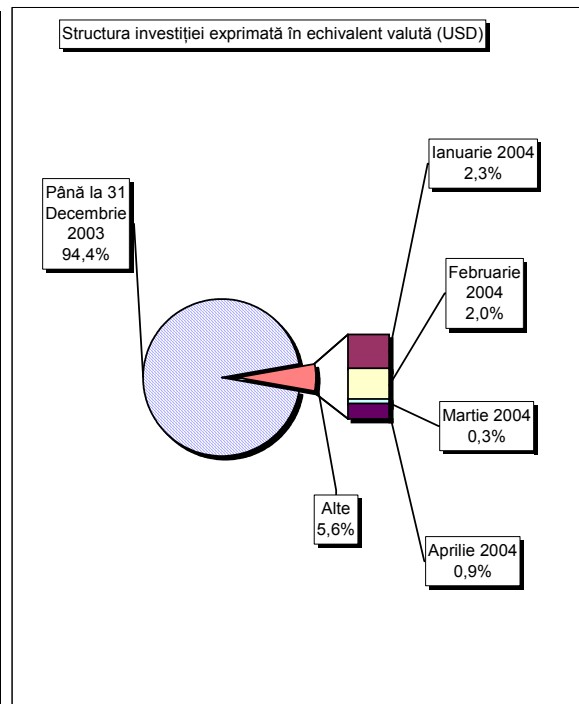 Structura investiției exprimată în echivalent valută (USD)
Ianuarie 2004
2,3%
Până la 31
Decembrie
2003
94,4%
Februarie
2004
2,0%
Martie 2004
0,3%
Alte
5,6%
Aprilie 2004
0,9%